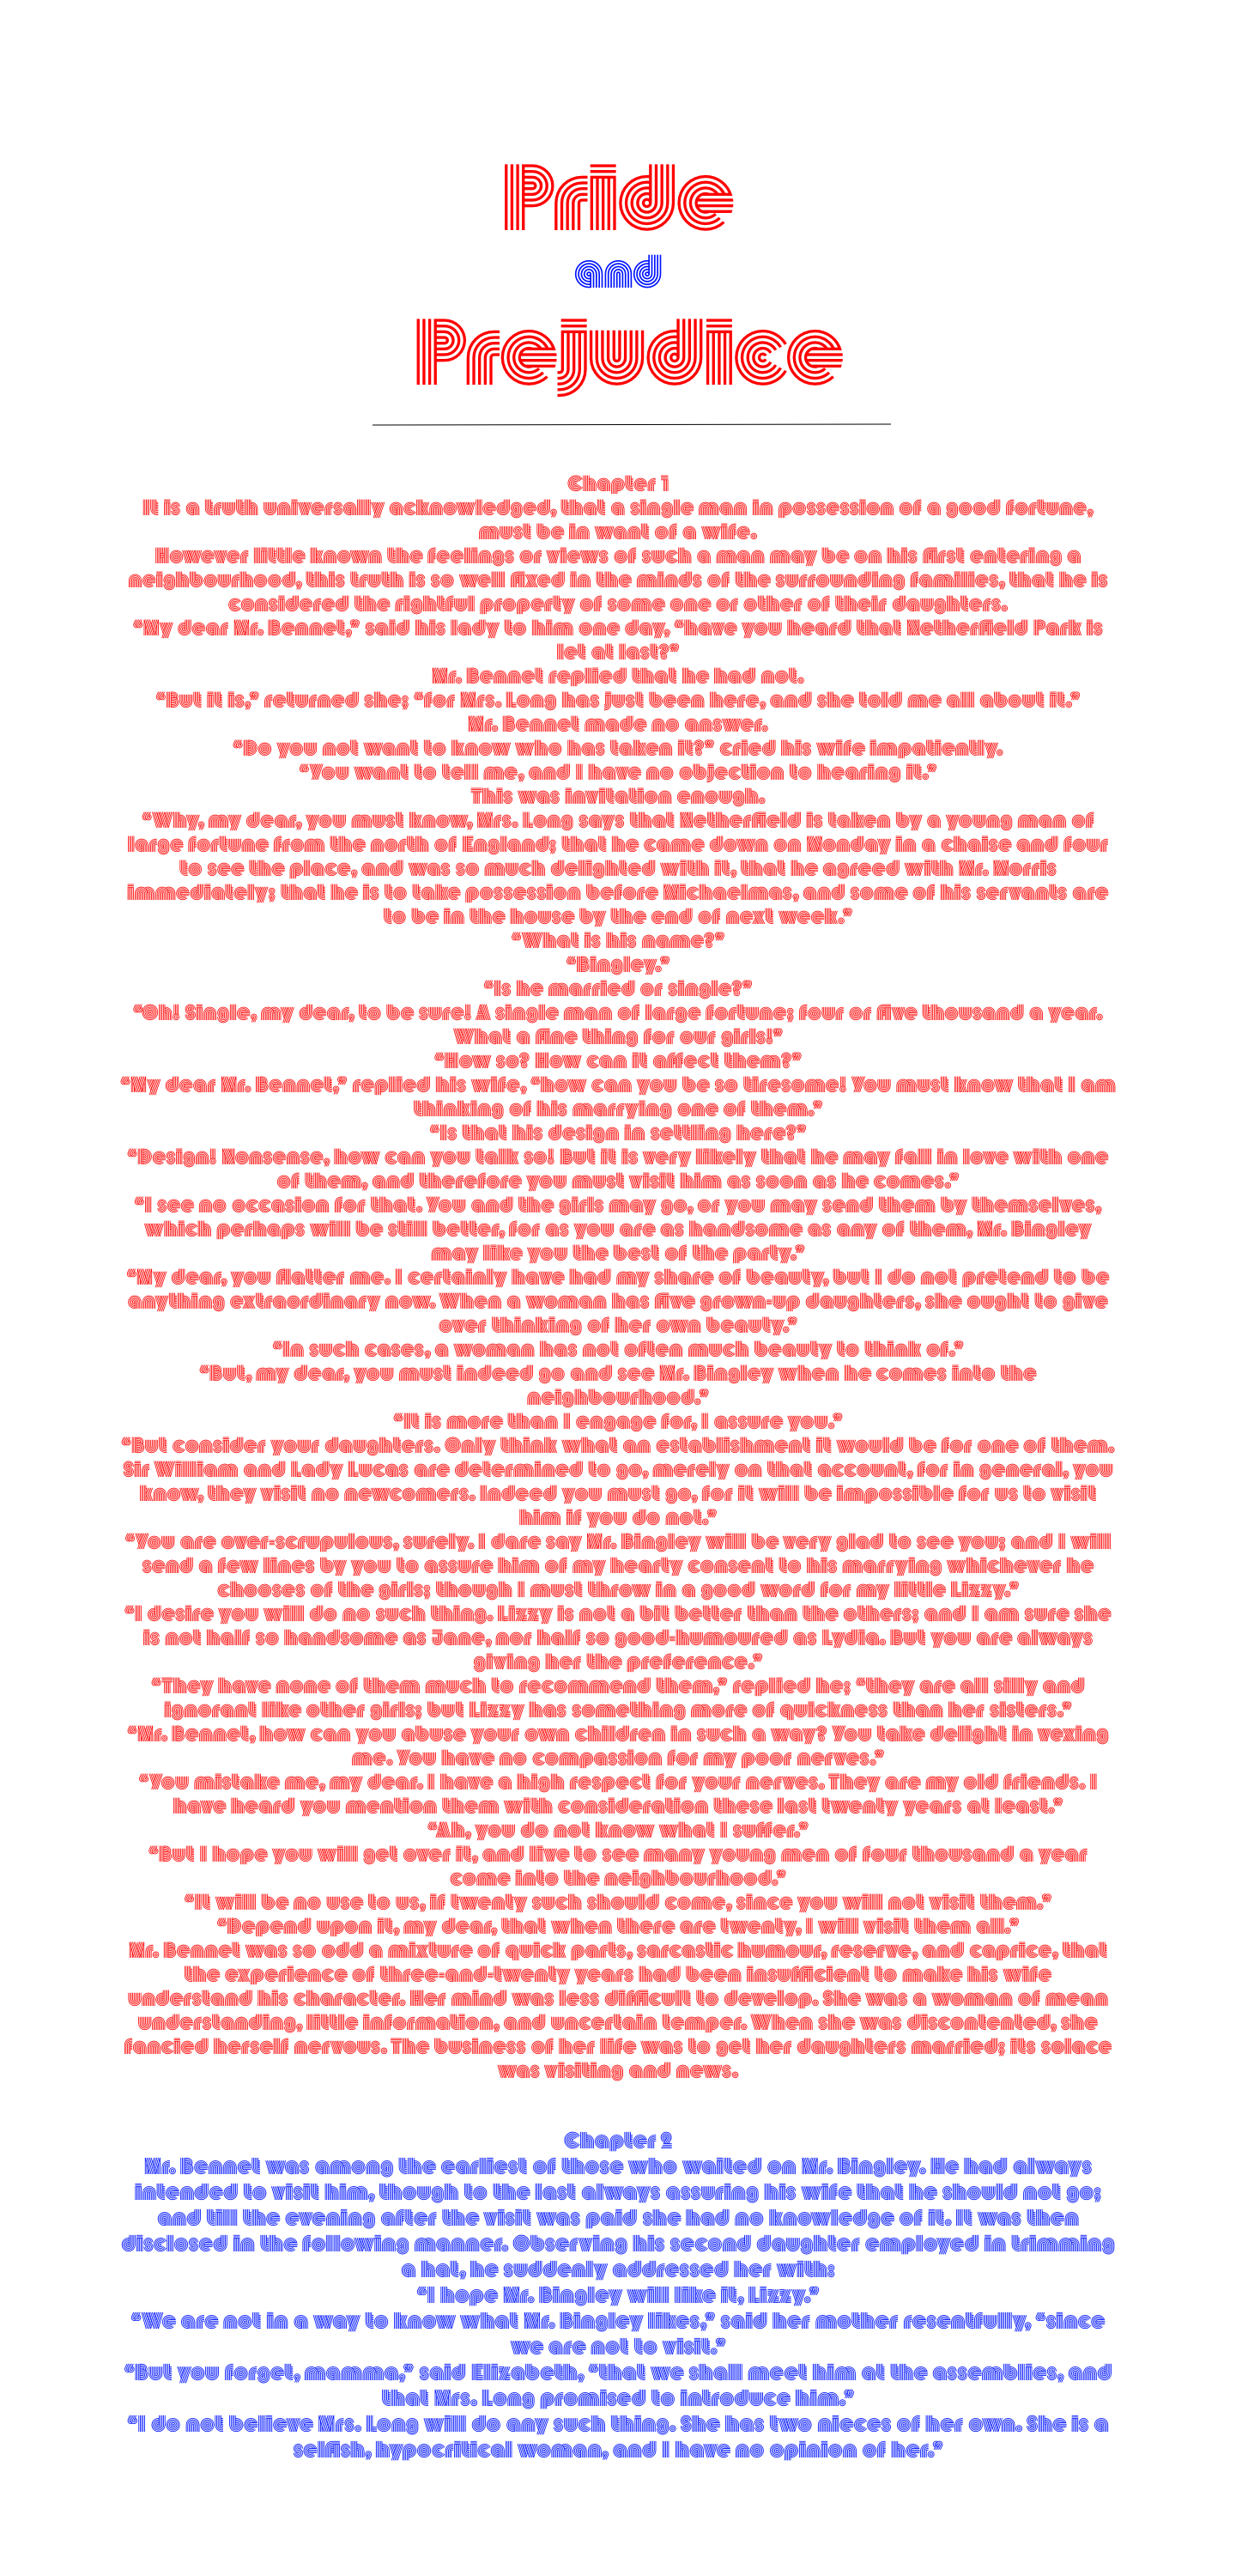 Pride
and
Prejudice
Chapter 1
It is a truth universally acknowledged, that a single man in possession of a good fortune,
must be in want of a wife.
However little known the feelings or views of such a man may be on his first entering a
neighbourhood, this truth is so well fixed in the minds of the surrounding families, that he is
considered the rightful property of some one or other of their daughters.
“My dear Mr. Bennet,” said his lady to him one day, “have you heard that Netherfield Park is
let at last?”
Mr. Bennet replied that he had not.
“But it is,” returned she; “for Mrs. Long has just been here, and she told me all about it.”
Mr. Bennet made no answer.
“Do you not want to know who has taken it?” cried his wife impatiently.
“You want to tell me, and I have no objection to hearing it.”
This was invitation enough.
“Why, my dear, you must know, Mrs. Long says that Netherfield is taken by a young man of
large fortune from the north of England; that he came down on Monday in a chaise and four
to see the place, and was so much delighted with it, that he agreed with Mr. Morris
immediately; that he is to take possession before Michaelmas, and some of his servants are
to be in the house by the end of next week.”
“What is his name?”
“Bingley.”
“Is he married or single?”
“Oh! Single, my dear, to be sure! A single man of large fortune; four or five thousand a year.
What a fine thing for our girls!”
“How so? How can it affect them?”
“My dear Mr. Bennet,” replied his wife, “how can you be so tiresome! You must know that I am
thinking of his marrying one of them.”
“Is that his design in settling here?”
“Design! Nonsense, how can you talk so! But it is very likely that he may fall in love with one
of them, and therefore you must visit him as soon as he comes.”
“I see no occasion for that. You and the girls may go, or you may send them by themselves,
which perhaps will be still better, for as you are as handsome as any of them, Mr. Bingley
may like you the best of the party.”
“My dear, you flatter me. I certainly have had my share of beauty, but I do not pretend to be
anything extraordinary now. When a woman has five grown-up daughters, she ought to give
over thinking of her own beauty.”
“In such cases, a woman has not often much beauty to think of.”
“But, my dear, you must indeed go and see Mr. Bingley when he comes into the
neighbourhood.”
“It is more than I engage for, I assure you.”
“But consider your daughters. Only think what an establishment it would be for one of them.
Sir William and Lady Lucas are determined to go, merely on that account, for in general, you
know, they visit no newcomers. Indeed you must go, for it will be impossible for us to visit
him if you do not.”
“You are over-scrupulous, surely. I dare say Mr. Bingley will be very glad to see you; and I will
send a few lines by you to assure him of my hearty consent to his marrying whichever he
chooses of the girls; though I must throw in a good word for my little Lizzy.”
“I desire you will do no such thing. Lizzy is not a bit better than the others; and I am sure she
is not half so handsome as Jane, nor half so good-humoured as Lydia. But you are always
giving her the preference.”
“They have none of them much to recommend them,” replied he; “they are all silly and
ignorant like other girls; but Lizzy has something more of quickness than her sisters.”
“Mr. Bennet, how can you abuse your own children in such a way? You take delight in vexing
me. You have no compassion for my poor nerves.”
“You mistake me, my dear. I have a high respect for your nerves. They are my old friends. I
have heard you mention them with consideration these last twenty years at least.”
“Ah, you do not know what I suffer.”
“But I hope you will get over it, and live to see many young men of four thousand a year
come into the neighbourhood.”
“It will be no use to us, if twenty such should come, since you will not visit them.”
“Depend upon it, my dear, that when there are twenty, I will visit them all.”
Mr. Bennet was so odd a mixture of quick parts, sarcastic humour, reserve, and caprice, that
the experience of three-and-twenty years had been insufficient to make his wife
understand his character. Her mind was less difficult to develop. She was a woman of mean
understanding, little information, and uncertain temper. When she was discontented, she
fancied herself nervous. The business of her life was to get her daughters married; its solace
was visiting and news.
Chapter 2
Mr. Bennet was among the earliest of those who waited on Mr. Bingley. He had always
intended to visit him, though to the last always assuring his wife that he should not go;
and till the evening after the visit was paid she had no knowledge of it. It was then
disclosed in the following manner. Observing his second daughter employed in trimming
a hat, he suddenly addressed her with:
“I hope Mr. Bingley will like it, Lizzy.”
“We are not in a way to know what Mr. Bingley likes,” said her mother resentfully, “since
we are not to visit.”
“But you forget, mamma,” said Elizabeth, “that we shall meet him at the assemblies, and
that Mrs. Long promised to introduce him.”
“I do not believe Mrs. Long will do any such thing. She has two nieces of her own. She is a
selfish, hypocritical woman, and I have no opinion of her.”